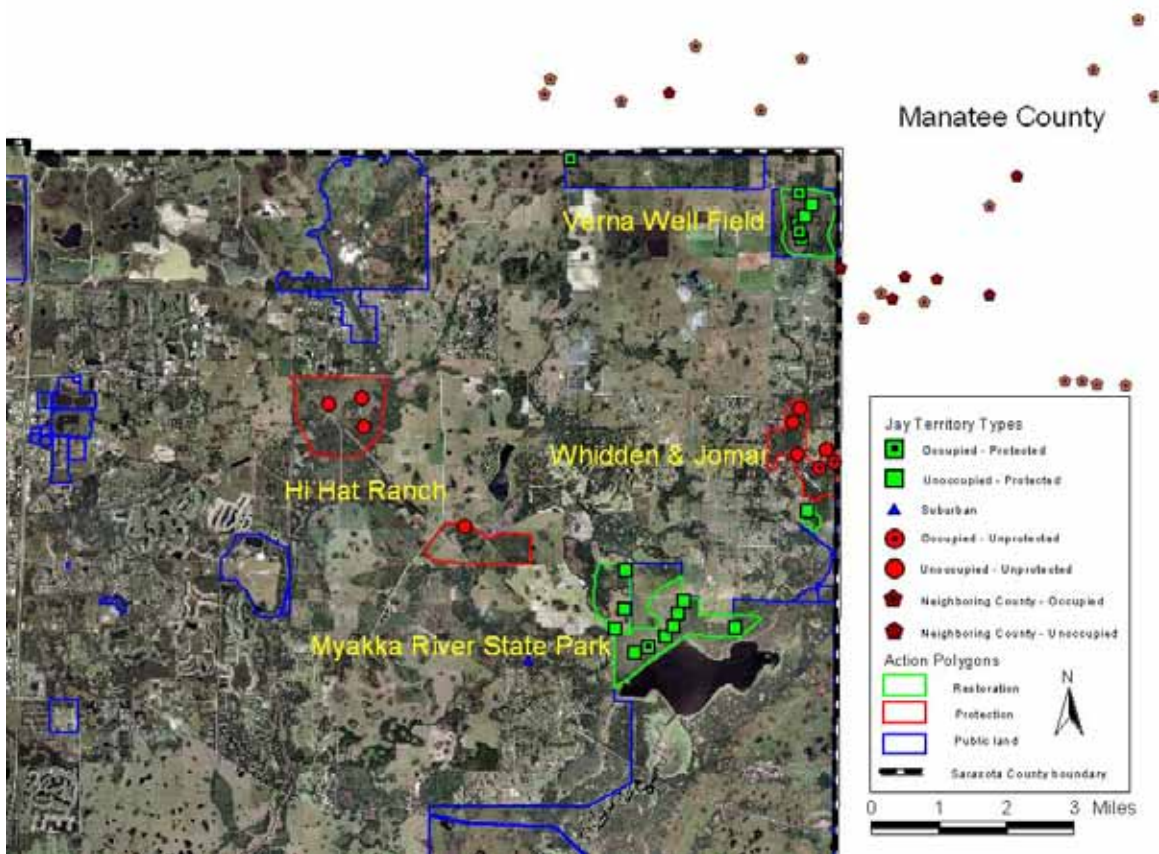 Manatee County
Verna Well Field
Whidden & Jomar
Hi Hat Ranch
Myakka River State Park
Jay Territory Types
Occupied - Protected
Unoccupied - Protected
Suburban
Occupied - Unprotected
Unoccupied - Unprotected
Neighboring County - Occupied
Neighboring County - Unoccupied
Action Polygons
Restoration
Protection
Public land
Sarasota County boundary
N
0 1 2 3 Miles